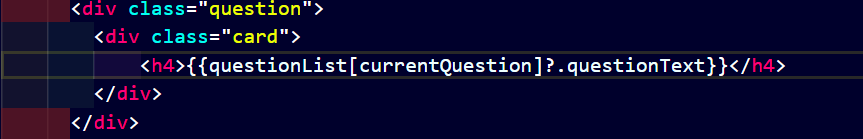 <div class="question">
<div class="card">
<h4>{{questionList[currentQuestion]?.questionText}}</h4>
</div>
</div>